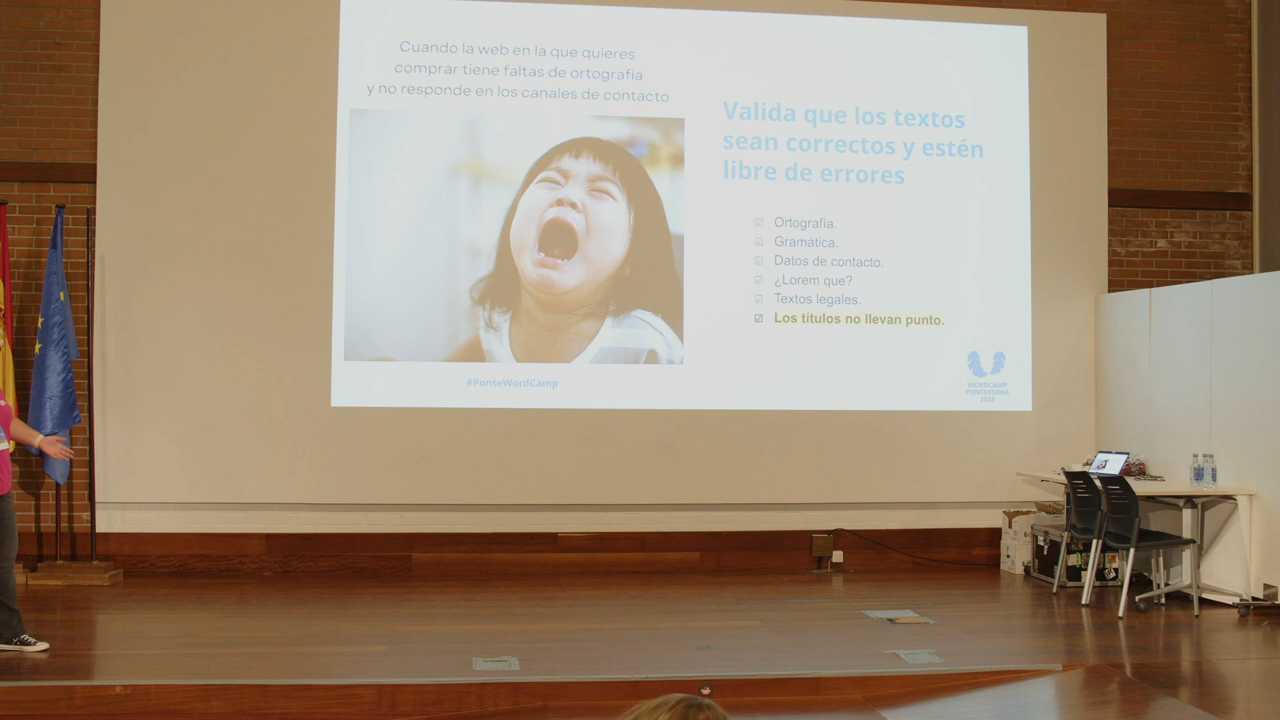 Cuando la web en la que quieres
comprar tiene faltas de ortografía
y no responde en los canales de contacto
Valida que los textos
sean correctos y estén
libre de errores
Ortografía.
Gramática.
Datos de contacto.
¿Lorem que?
Textos legales.
Los títulos no llevan punto.
#PonteWordCamp
WORDCAMP
PONTEVEDRA
2023